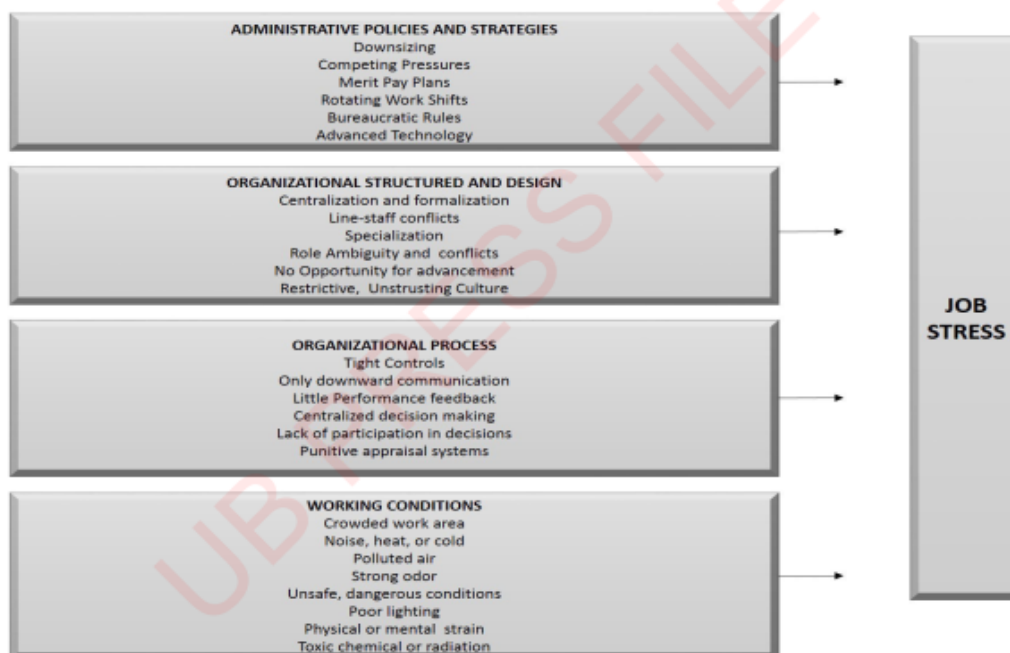 ADMINISTRATIVE POLICIES AND STRATEGIES
Downsizing
Competing Pressures
Merit Pay Plans
Rotating Work Shifts
Bureaucratic Rules
Advanced Technology
ORGANIZATIONAL STRUCTURED AND DESIGN
Centralization and formalization
Line-staff conflicts
Specialization
Role Ambiguity and conflicts
No Opportunity for advancement
Restrictive, Unstrusting Culture
ORGANIZATIONAL PROCESS
Tight Controls
Only downward communication
Little Performance feedback
Centralized decision making
Lack of participation in decisions
Punitive appraisal systems
WORKING CONDITIONS
Crowded work area
Noise, heat, or cold
Polluted air
Strong odor
Unsafe, dangerous conditions
Poor lighting
Physical or mental strain
Toxic chemical or radiation
JOB
STRESS
UB PRESS FILE